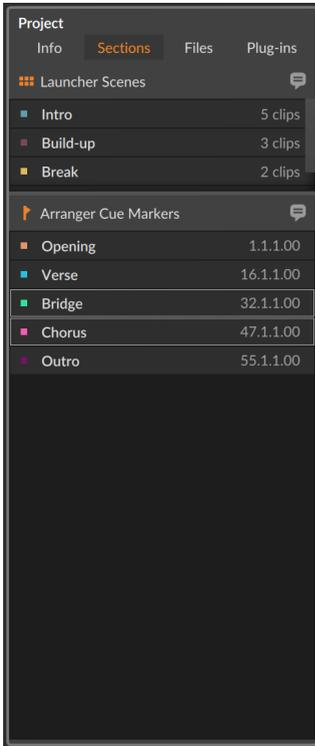 Project
Info Sections Files Plug-ins
Launcher Scenes
Intro 5 clips
Build-up 3 clips
Break 2 clips
Arranger Cue Markers
Opening 1.1.1.00
Verse 16.1.1.00
Bridge 32.1.1.00
Chorus 47.1.1.00
Outro 55.1.1.00